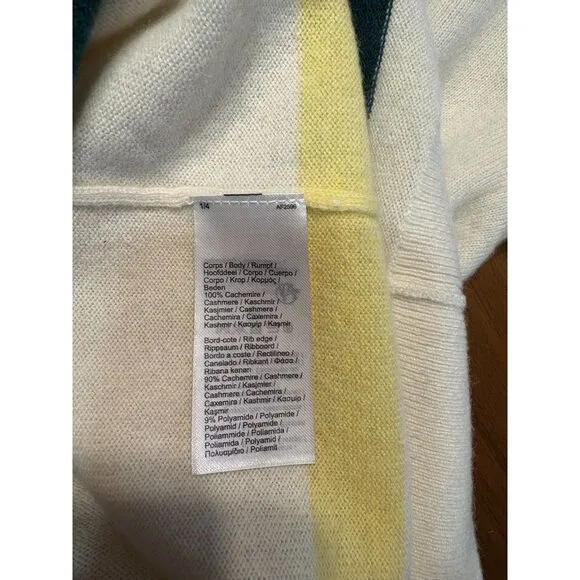 1/4
AF2599
Corps / Body / Rumpf /
Hoofddeel / Corpo / Cuerpo /
Corpo / Krop / Κορμός /
Beden
100% Cachemire /
Cashmere / Kaschmir /
Kasjmier / Cashmere /
Cachemira / Caxemira /
Kashmir / Κασμίρ / Kaşmir
Bord-cote / Rib edge /
Rippsaum / Ribboord /
Bordo a coste / Rectilineo /
Canelado / Ribkant / Φάσα /
Ribana kenarı
90% Cachemire / Cashmere /
Kaschmir / Kasjmier /
Cashmere / Cachemira /
Caxemira / Kashmir / Κασμίρ /
Kaşmir
9% Polyamide / Polyamide /
Polyamid / Polyamide /
Poliammide / Poliamida /
Poliamida / Polyamid /
Πολυαμίδιο / Poliamit